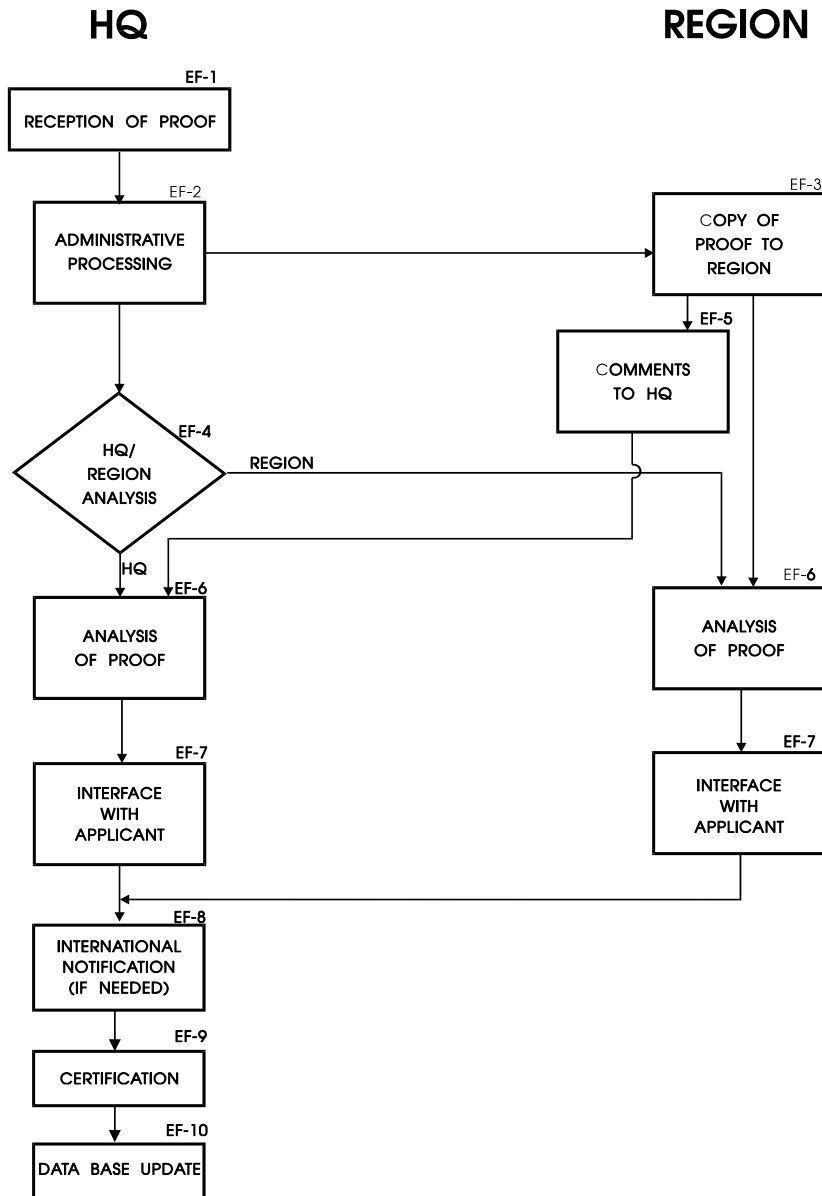 HQ
REGION
EF-1
RECEPTION OF PROOF
EF-2
ADMINISTRATIVE
PROCESSING
EF-3
COPY OF
PROOF TO
REGION
EF-5
COMMENTS
TO HQ
EF-4
HQ/
REGION
ANALYSIS
REGION
HQ
EF-6
ANALYSIS
OF PROOF
EF-6
ANALYSIS
OF PROOF
EF-7
INTERFACE
WITH
APPLICANT
EF-7
INTERFACE
WITH
APPLICANT
EF-8
INTERNATIONAL
NOTIFICATION
(IF NEEDED)
EF-9
CERTIFICATION
EF-10
DATA BASE UPDATE